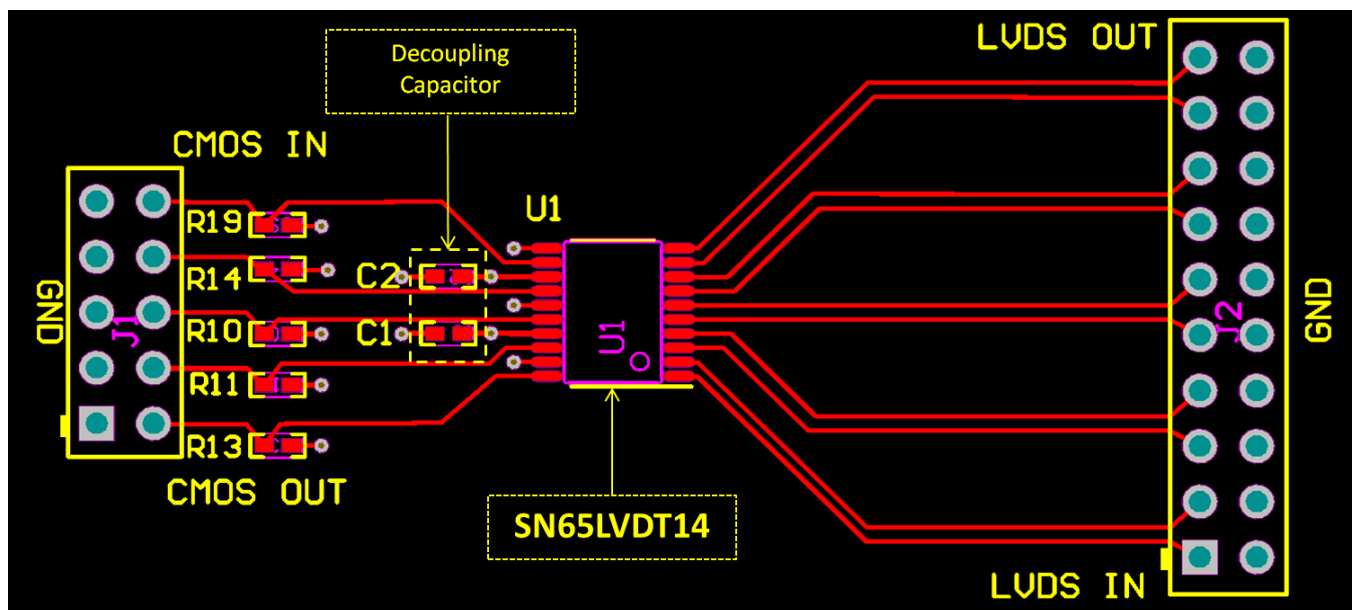 LVDS OUT
Decoupling
Capacitor
CMOS IN
R19
U1
R14
C2
GND
J1
R10
C1
U1
J2
GND
R11
R13
CMOS OUT
SN65LVDT14
LVDS IN